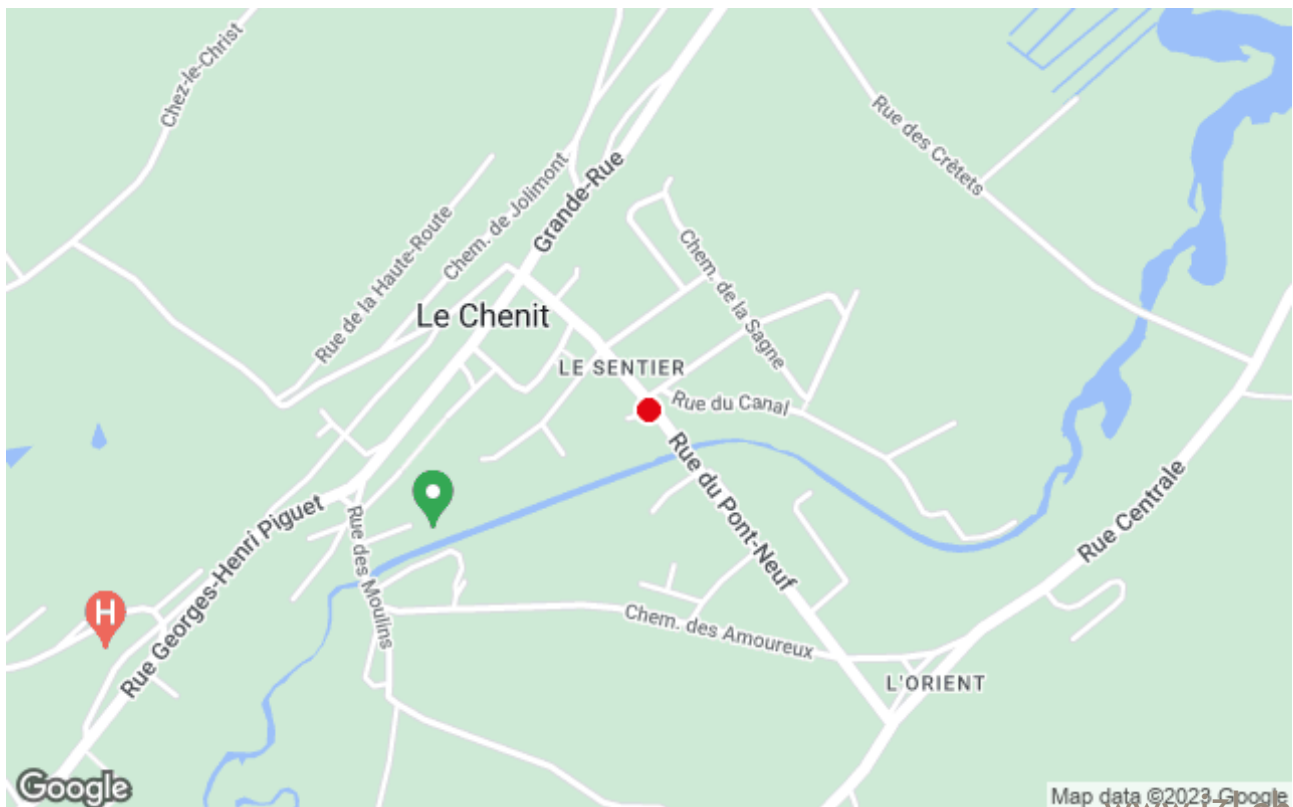 Chez-le-Christ
Rue des Crêtets
Grande-Rue
Chem. de Jolimont
Rue de la Haute-Route
Chem. de la Sagne
Le Chenit
LE SENTIER
Rue du Canal
Rue du Pont-Neuf
Rue Centrale
Rue Georges-Henri Piguet
Rue des Moulins
H
Chem. des Amoureux
L'ORIENT
Google
Map data ©2023 Google